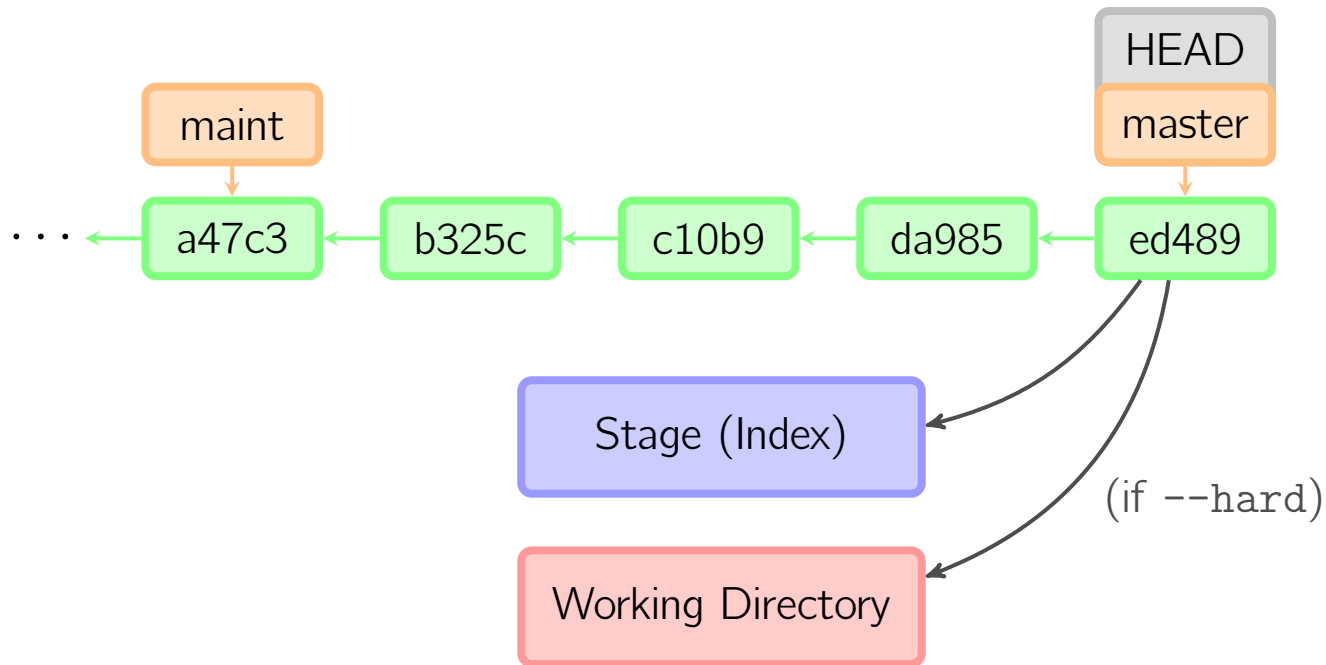 HEAD
maint
master
...
a47c3
b325c
c10b9
da985
ed489
Stage (Index)
(if --hard)
Working Directory